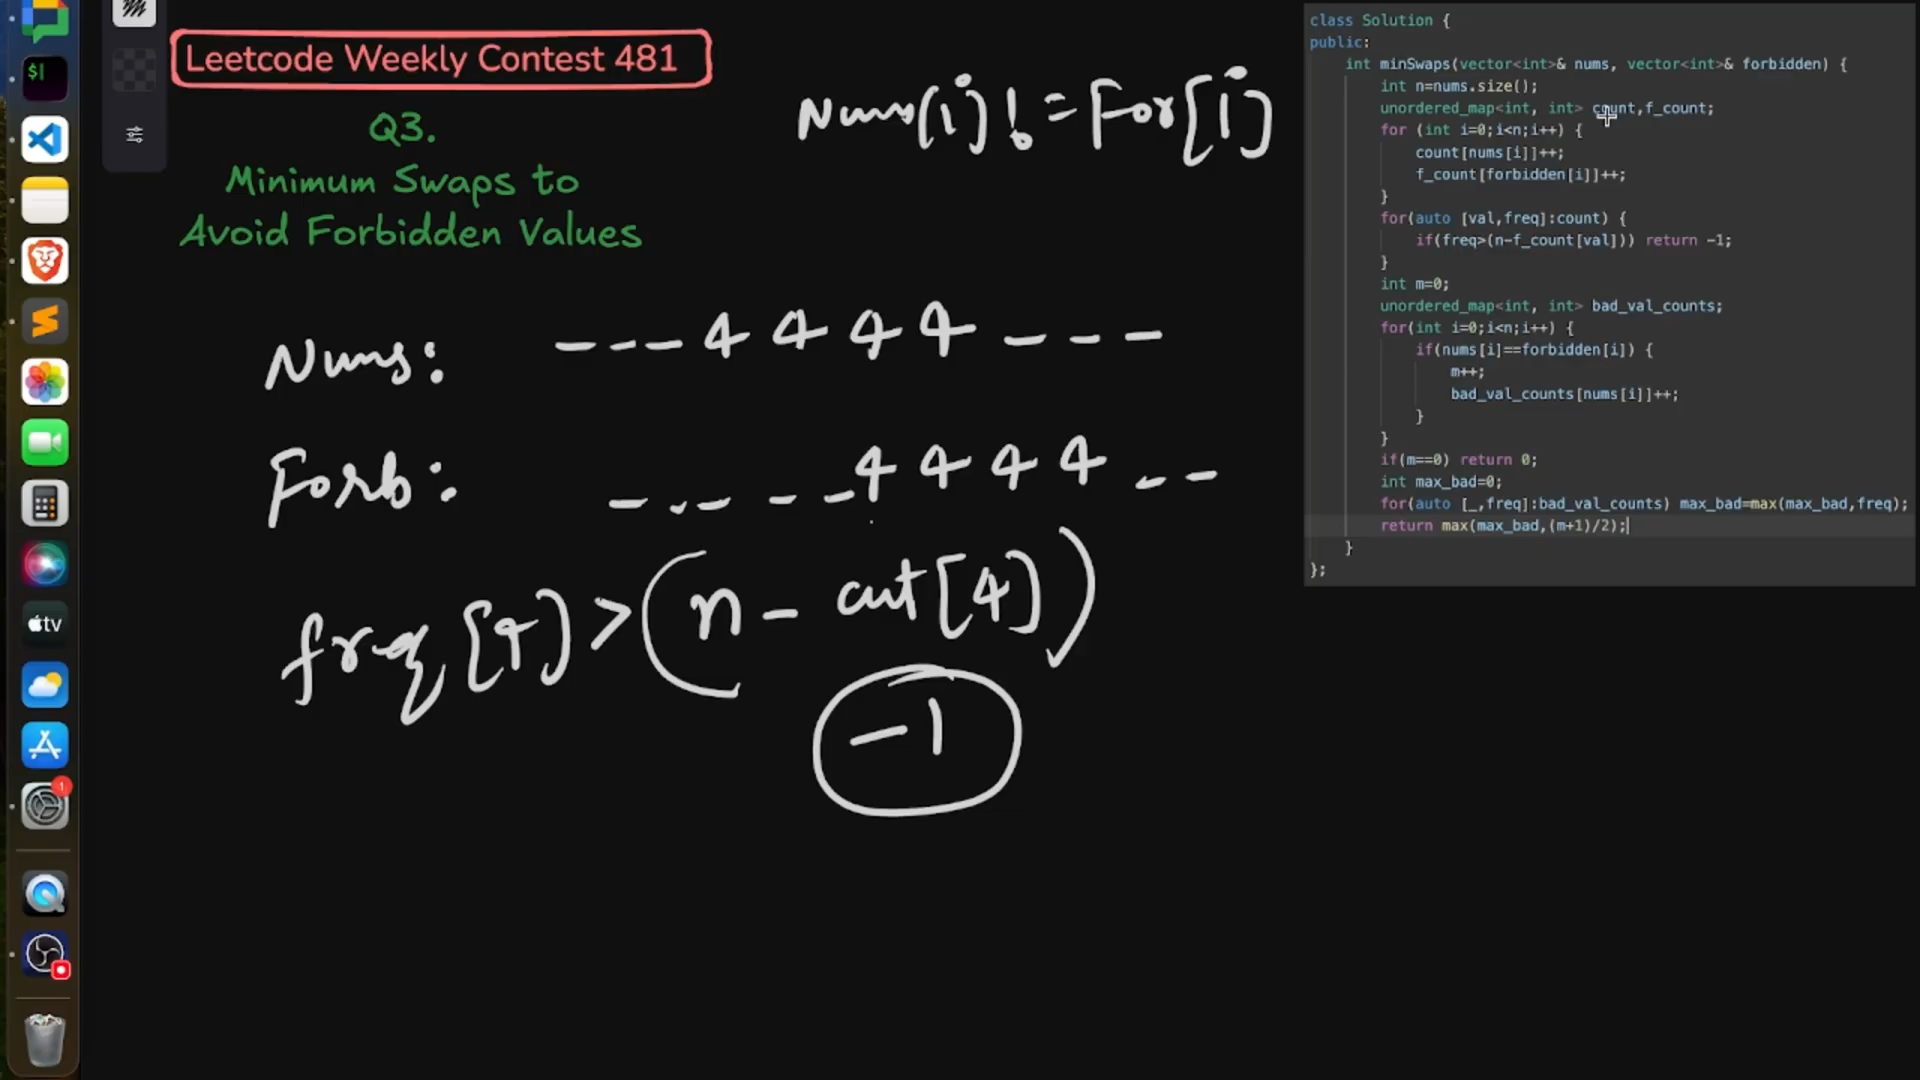 $|
tv
1
Leetcode Weekly Contest 481
Q3.
Minimum Swaps to
Avoid Forbidden Values
Nums[i] != For[i]
Nums: - - - 4 4 4 4 - - -
Forb: - - - - - 4 4 4 4 - -
freq[4] > (n - cnt[4])
-1
class Solution {
public:
    int minSwaps(vector<int>& nums, vector<int>& forbidden) {
        int n=nums.size();
        unordered_map<int, int> count,f_count;
        for (int i=0;i<n;i++) {
            count[nums[i]]++;
            f_count[forbidden[i]]++;
        }
        for(auto [val,freq]:count) {
            if(freq>(n-f_count[val])) return -1;
        }
        int m=0;
        unordered_map<int, int> bad_val_counts;
        for(int i=0;i<n;i++) {
            if(nums[i]==forbidden[i]) {
                m++;
                bad_val_counts[nums[i]]++;
            }
        }
        if(m==0) return 0;
        int max_bad=0;
        for(auto [_,freq]:bad_val_counts) max_bad=max(max_bad,freq);
        return max(max_bad,(m+1)/2);
    }
};